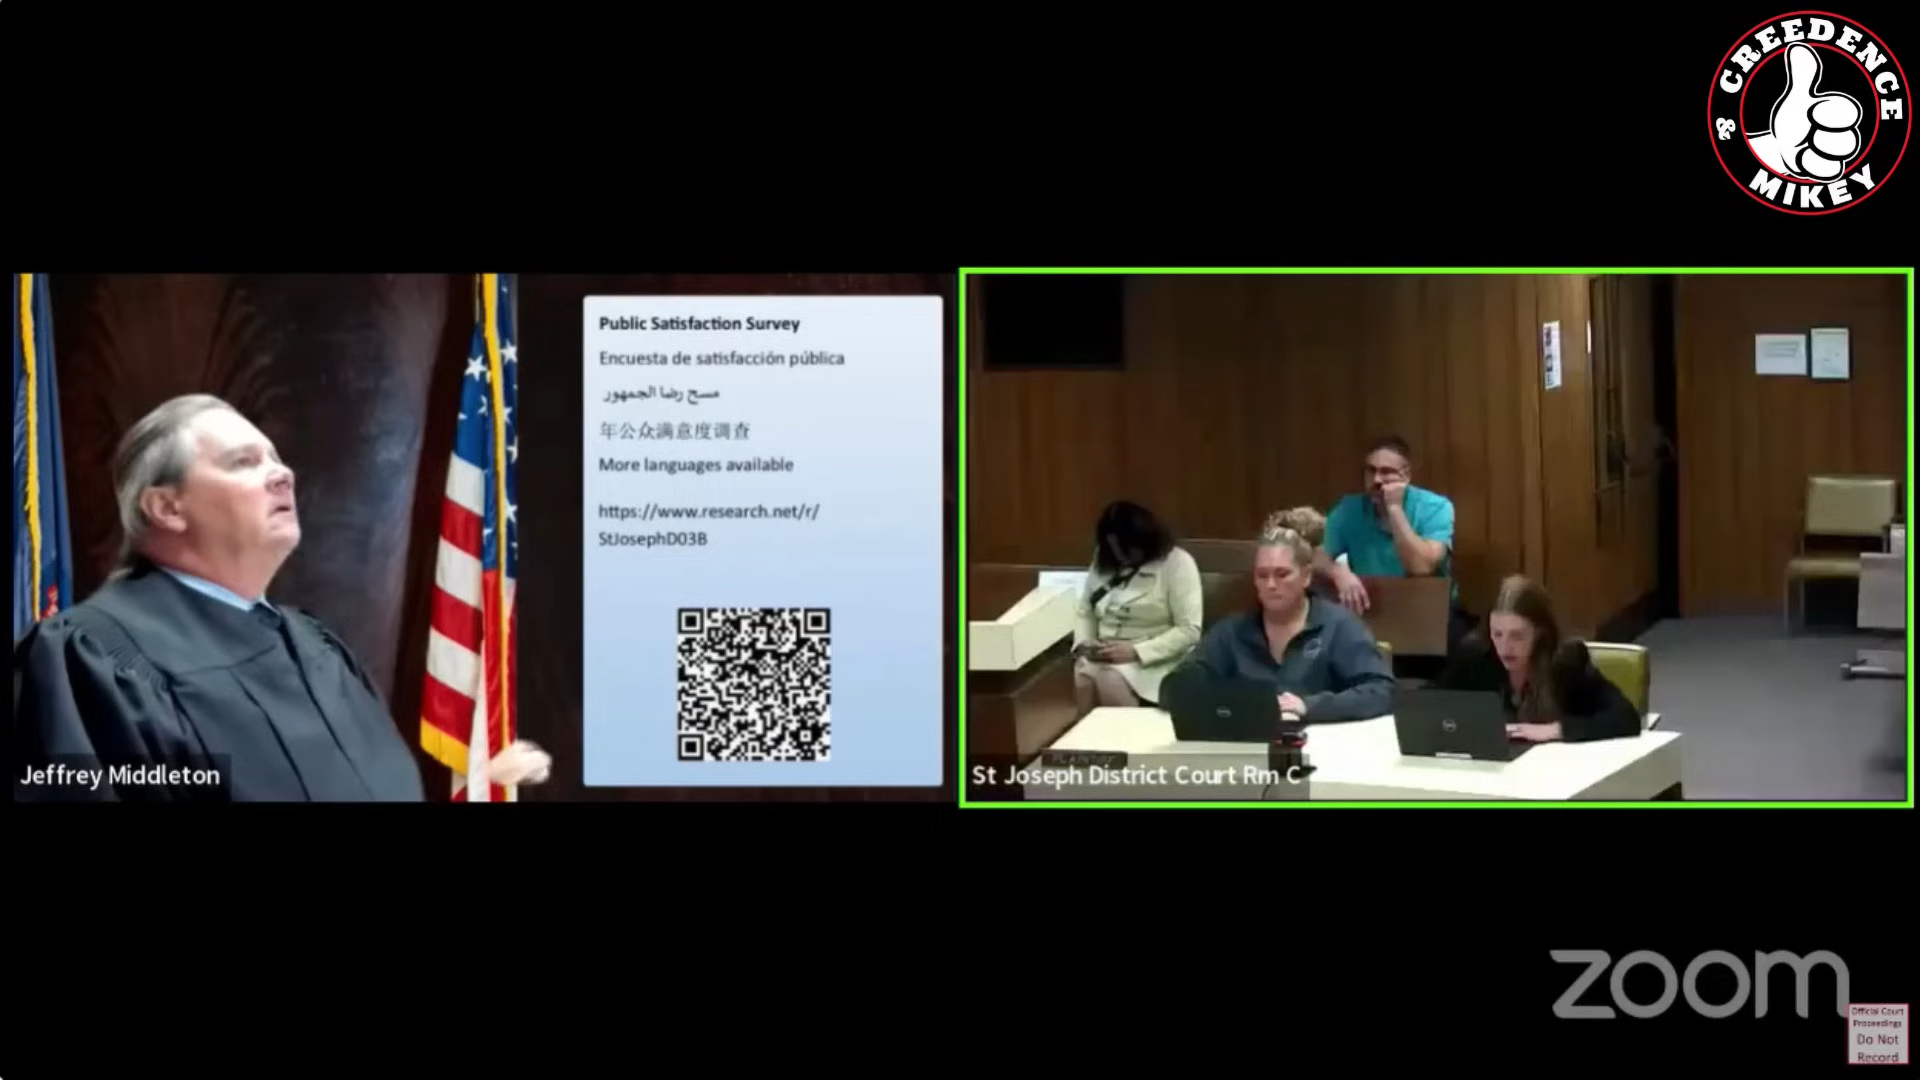 & CREEDENCE
MIKEY
Public Satisfaction Survey
Encuesta de satisfacción pública
مسح رضا الجمهور
年公众满意度调查
More languages available
https://www.research.net/r/
StJosephD03B
Jeffrey Middleton
PLAINTIFF
St Joseph District Court Rm C
zoom
Official Court
Proceedings
Do Not
Record